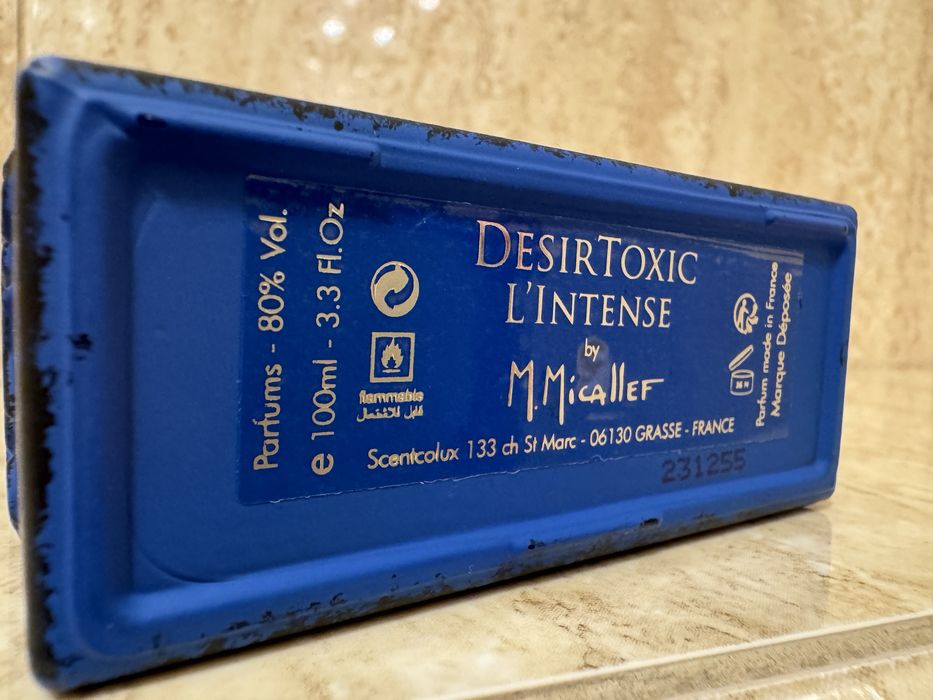 Parfums - 80% Vol.
e 100ml - 3.3 Fl.Oz
flammable
قابل للاشتعال
DESIRTOXIC
L'INTENSE
by
M.MICALLEF
Scentcolux 133 ch St Marc - 06130 GRASSE - FRANCE
231255
Parfum made in France
Marque Déposée